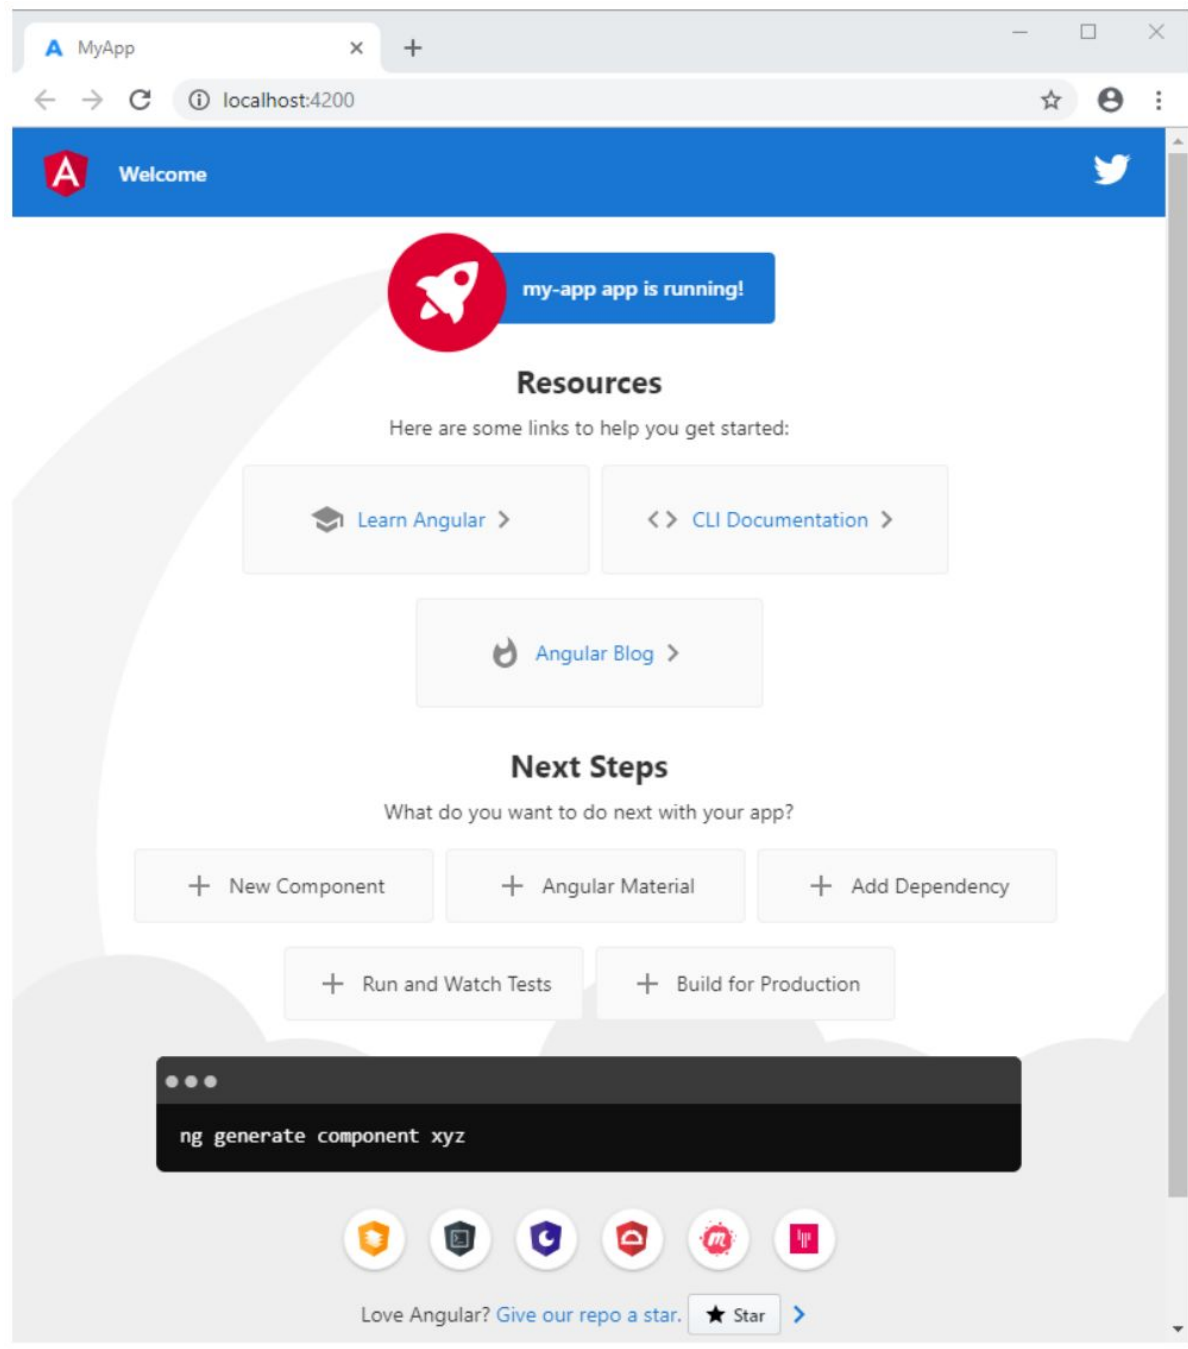 MyApp
localhost:4200
Welcome
my-app app is running!
Resources
Here are some links to help you get started:
Learn Angular
CLI Documentation
Angular Blog
Next Steps
What do you want to do next with your app?
New Component
Angular Material
Add Dependency
Run and Watch Tests
Build for Production
ng generate component xyz
Love Angular? Give our repo a star. Star